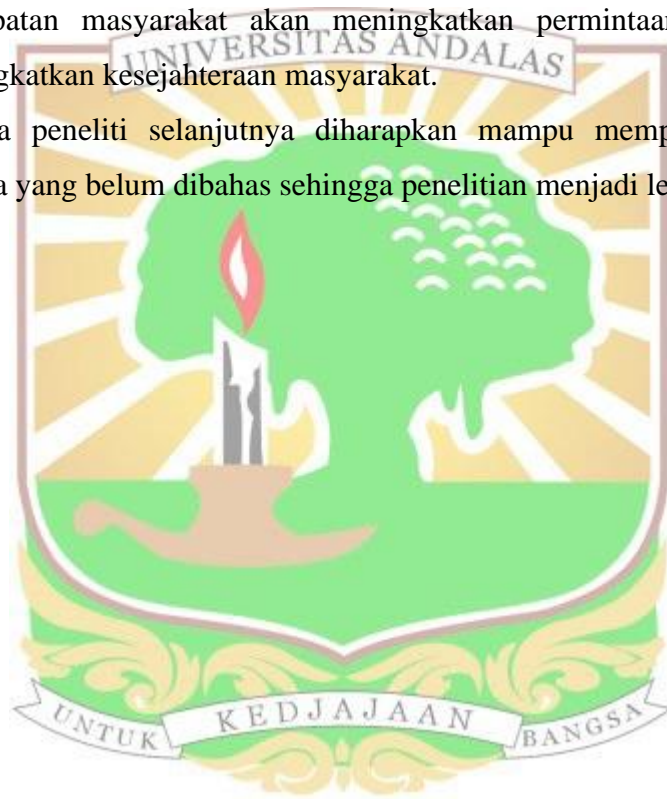 batan masyarakat akan meningkatkan permintaan
UNIVERSITAS ANDALAS
gkatkan kesejahteraan masyarakat.
a peneliti selanjutnya diharapkan mampu memp
a yang belum dibahas sehingga penelitian menjadi le
UNTUK KEDJAJAAN BANGSA